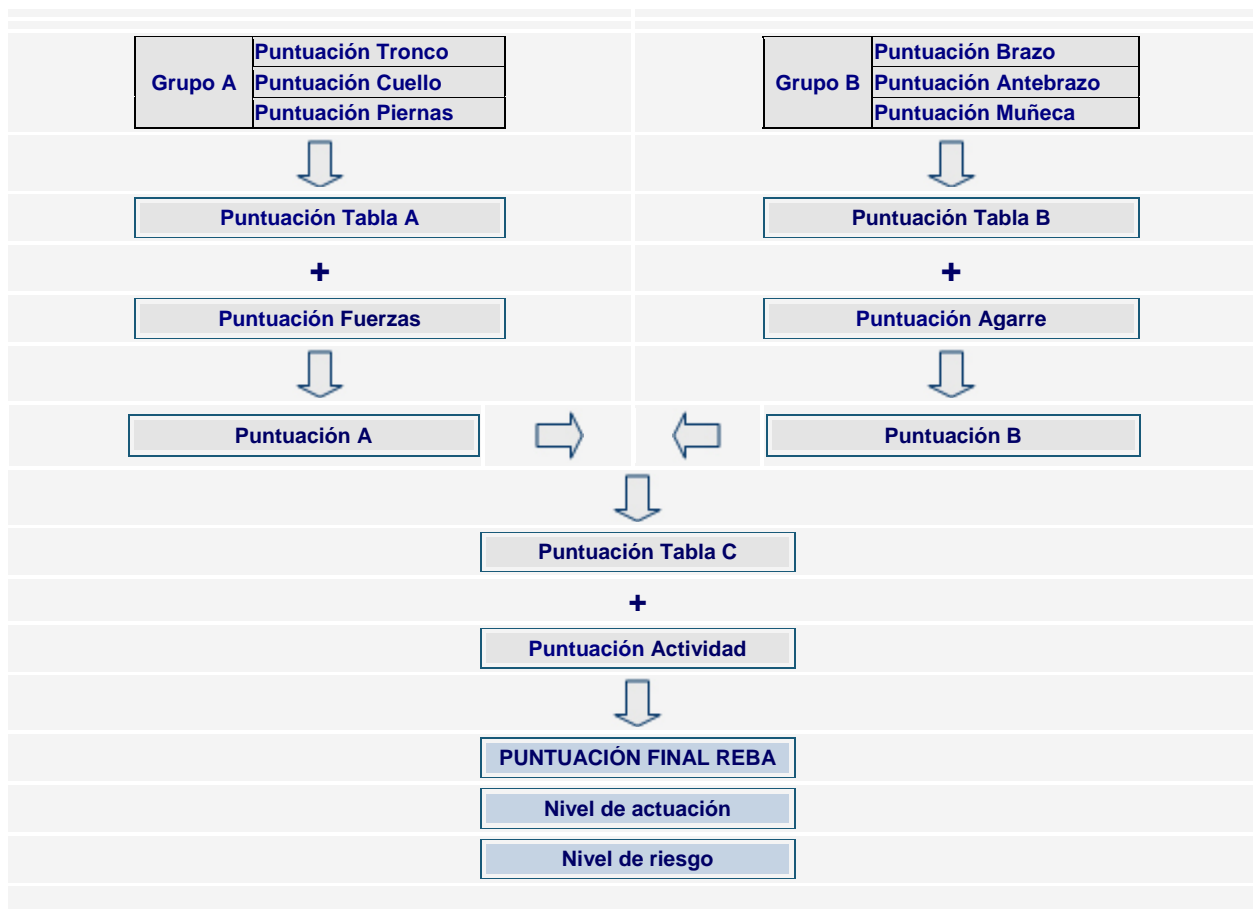 Grupo A
Puntuación Tronco
Puntuación Cuello
Puntuación Piernas
Grupo B
Puntuación Brazo
Puntuación Antebrazo
Puntuación Muñeca
Puntuación Tabla A
Puntuación Tabla B
+
+
Puntuación Fuerzas
Puntuación Agarre
Puntuación A
Puntuación B
Puntuación Tabla C
+
Puntuación Actividad
PUNTUACIÓN FINAL REBA
Nivel de actuación
Nivel de riesgo